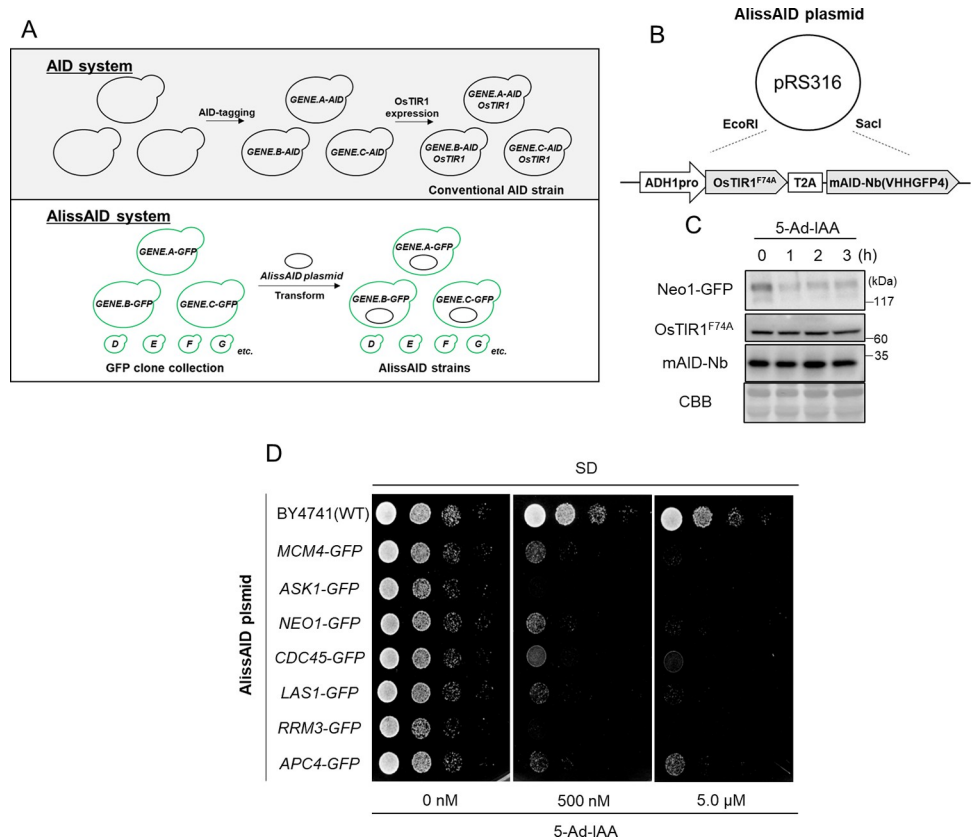 A
AID system
AID-tagging
OsTIR1
expression
GENE.A-AID
GENE.B-AID
GENE.C-AID
GENE.A-AID
OsTIR1
GENE.B-AID
OsTIR1
GENE.C-AID
OsTIR1
Conventional AID strain
AlissAID system
GENE.A-GFP
GENE.B-GFP
GENE.C-GFP
D E F G etc.
GFP clone collection
AlissAID plasmid
Transform
GENE.A-GFP
GENE.B-GFP
GENE.C-GFP
D E F G etc.
AlissAID strains
B
AlissAID plasmid
pRS316
EcoRI
SacI
ADH1pro OsTIR1F74A T2A mAID-Nb(VHHGFP4)
C
5-Ad-IAA
0 1 2 3 (h)
Neo1-GFP
(kDa)
117
OsTIR1F74A
60
mAID-Nb
35
CBB
D
SD
AlissAID plsmid
BY4741(WT)
MCM4-GFP
ASK1-GFP
NEO1-GFP
CDC45-GFP
LAS1-GFP
RRM3-GFP
APC4-GFP
0 nM 500 nM 5.0 μM
5-Ad-IAA